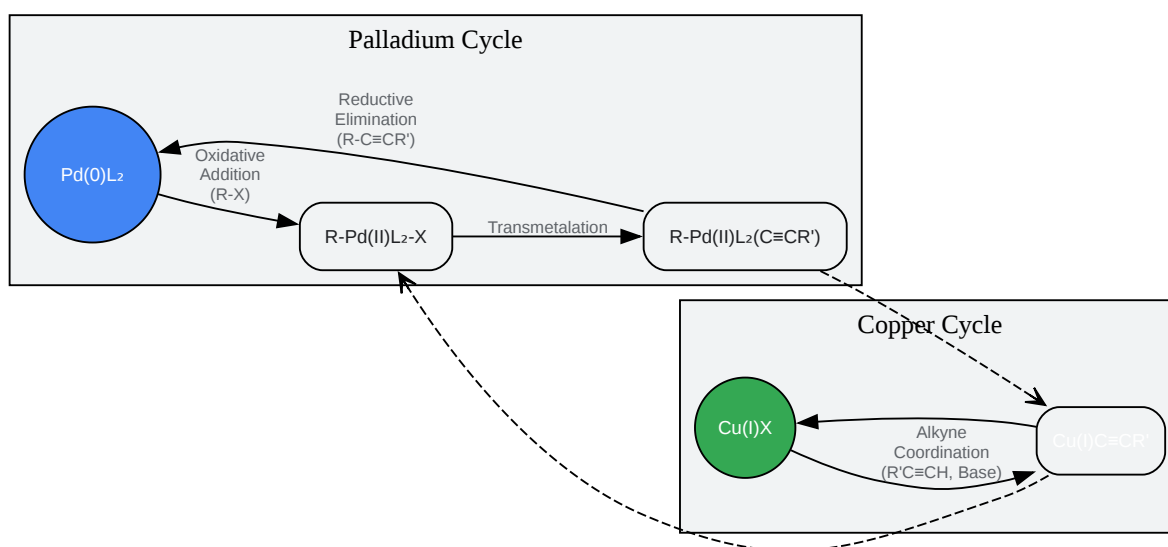 Palladium Cycle
Reductive
Elimination
(R-C≡CR')
Oxidative
Addition
(R-X)
Pd(0)L₂
R-Pd(II)L₂-X
Transmetalation
R-Pd(II)L₂(C≡CR')
Copper Cycle
Cu(I)X
Alkyne
Coordination
(R'C≡CH, Base)
Cu(I)C≡CR'